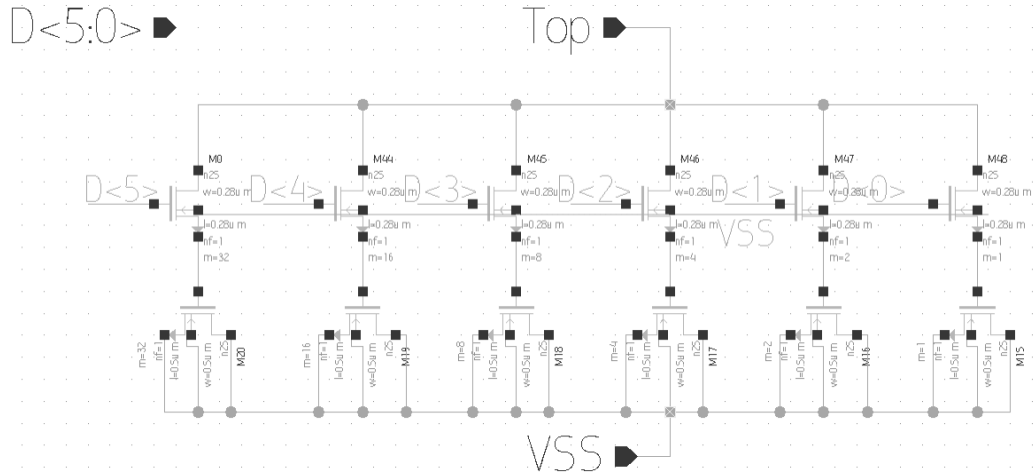 D<5:0>
Top
M0
M44
M45
M46
M47
M48
n25
n25
n25
n25
n25
n25
D<5>
D<4>
D<3>
D<2>
D<1>
D<0>
w=0.28u m
w=0.28u m
w=0.28u m
w=0.28u m
w=0.28u m
w=0.28u m
l=0.28u m
l=0.28u m
l=0.28u m
l=0.28u m
l=0.28u m
l=0.28u m
VSS
nf=1
nf=1
nf=1
nf=1
nf=1
nf=1
m=32
m=16
m=8
m=4
m=2
m=1
m=32
nf=1
l=0.5u m
w=0.5u m
n25
M20
m=16
nf=1
l=0.5u m
w=0.5u m
n25
M19
m=8
nf=1
l=0.5u m
w=0.5u m
n25
M18
m=4
nf=1
l=0.5u m
w=0.5u m
n25
M17
m=2
nf=1
l=0.5u m
w=0.5u m
n25
M16
m=1
nf=1
l=0.5u m
w=0.5u m
n25
M15
VSS